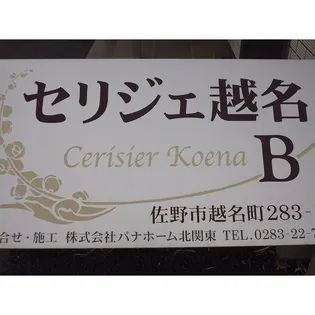 セリジェ越名
Cerisier Koena B
佐野市越名町283-
合せ・施工 株式会社パナホーム北関東 TEL.0283-22-7